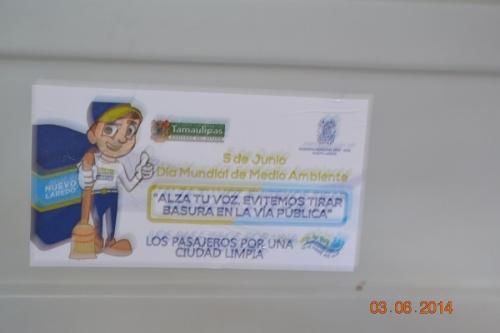 Tamaulipas
5 de Junio
Día Mundial de Medio Ambiente
"ALZA TU VOZ, EVITEMOS TIRAR
BASURA EN LA VÍA PÚBLICA"
NUEVO
LAREDO
LOS PASAJEROS POR UNA
CIUDAD LIMPIA
03.06.2014